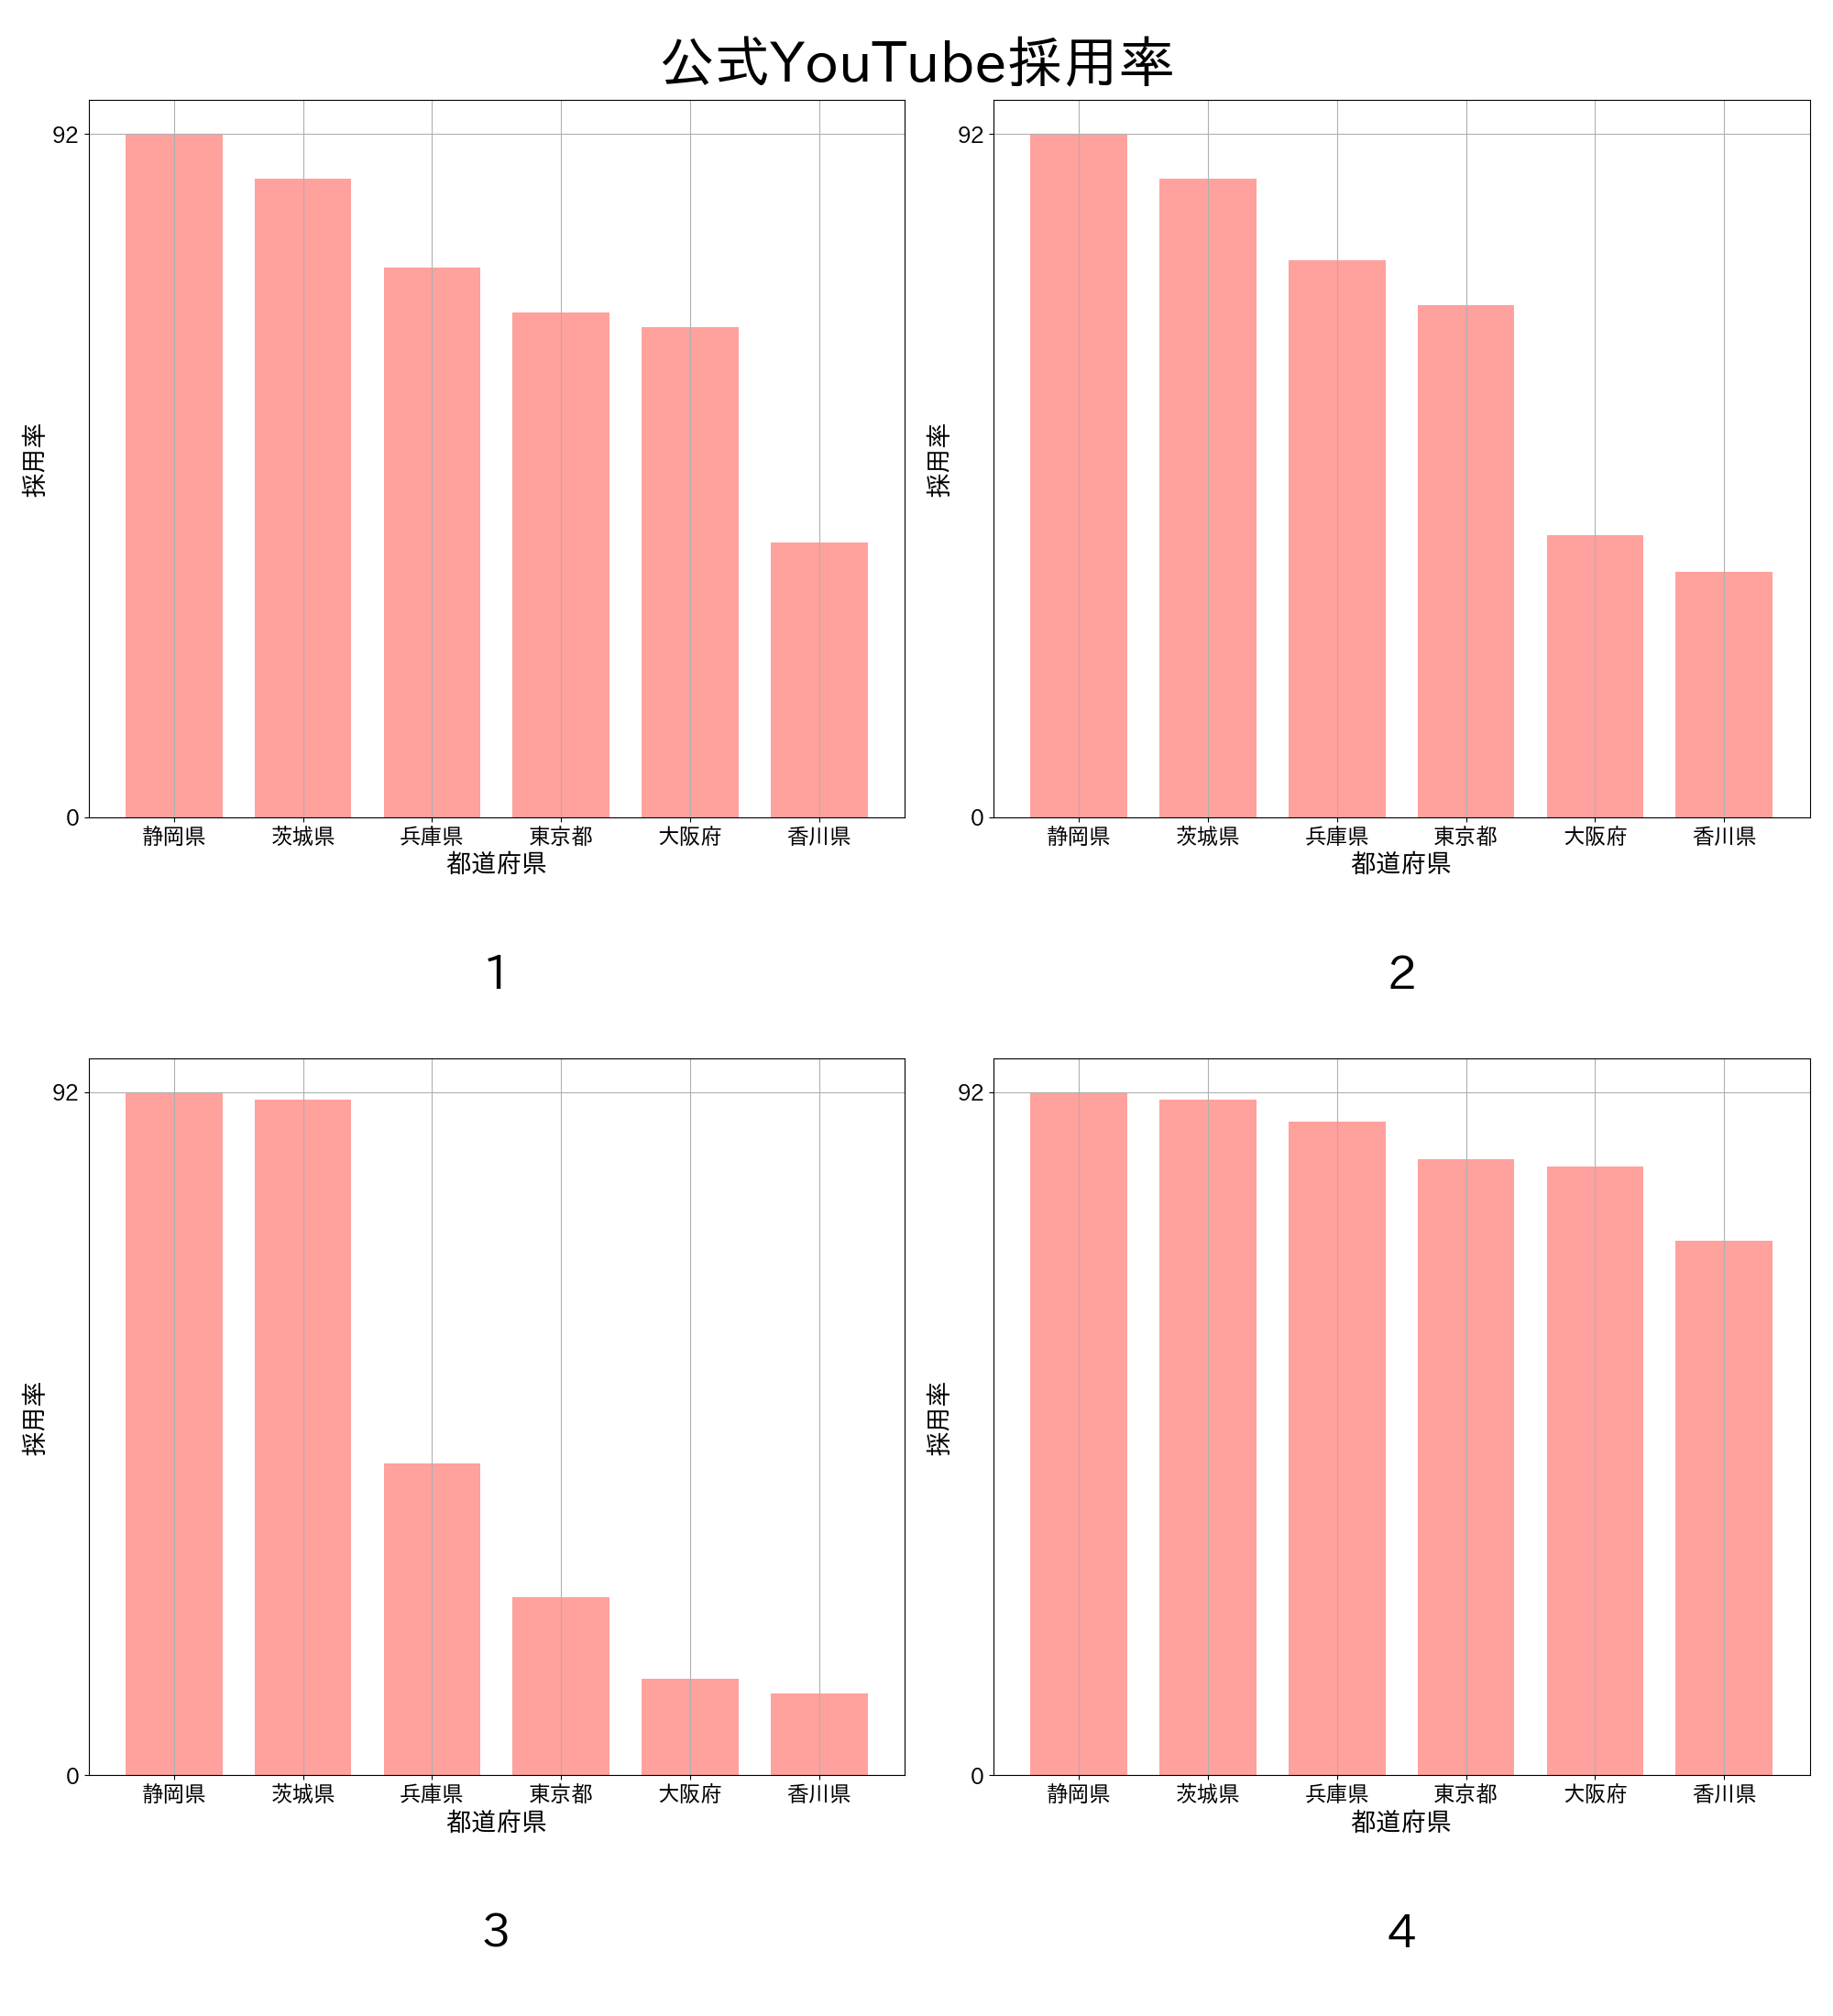 公式YouTube採用率
92
0
採用率
静岡県 茨城県 兵庫県 東京都 大阪府 香川県
都道府県
1
92
0
採用率
静岡県 茨城県 兵庫県 東京都 大阪府 香川県
都道府県
2
92
0
採用率
静岡県 茨城県 兵庫県 東京都 大阪府 香川県
都道府県
3
92
0
採用率
静岡県 茨城県 兵庫県 東京都 大阪府 香川県
都道府県
4